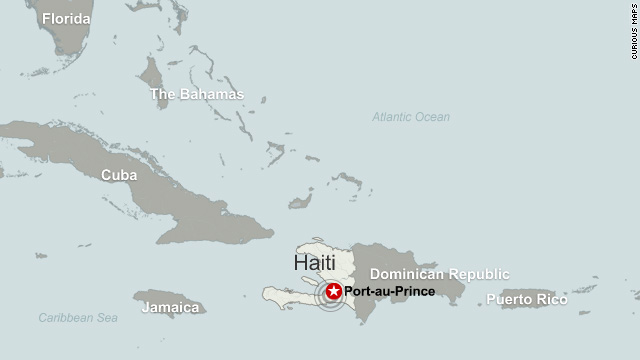 Florida
CURIOUS MAPS
The Bahamas
Atlantic Ocean
Cuba
Haiti
Dominican Republic
Port-au-Prince
Puerto Rico
Jamaica
Caribbean Sea